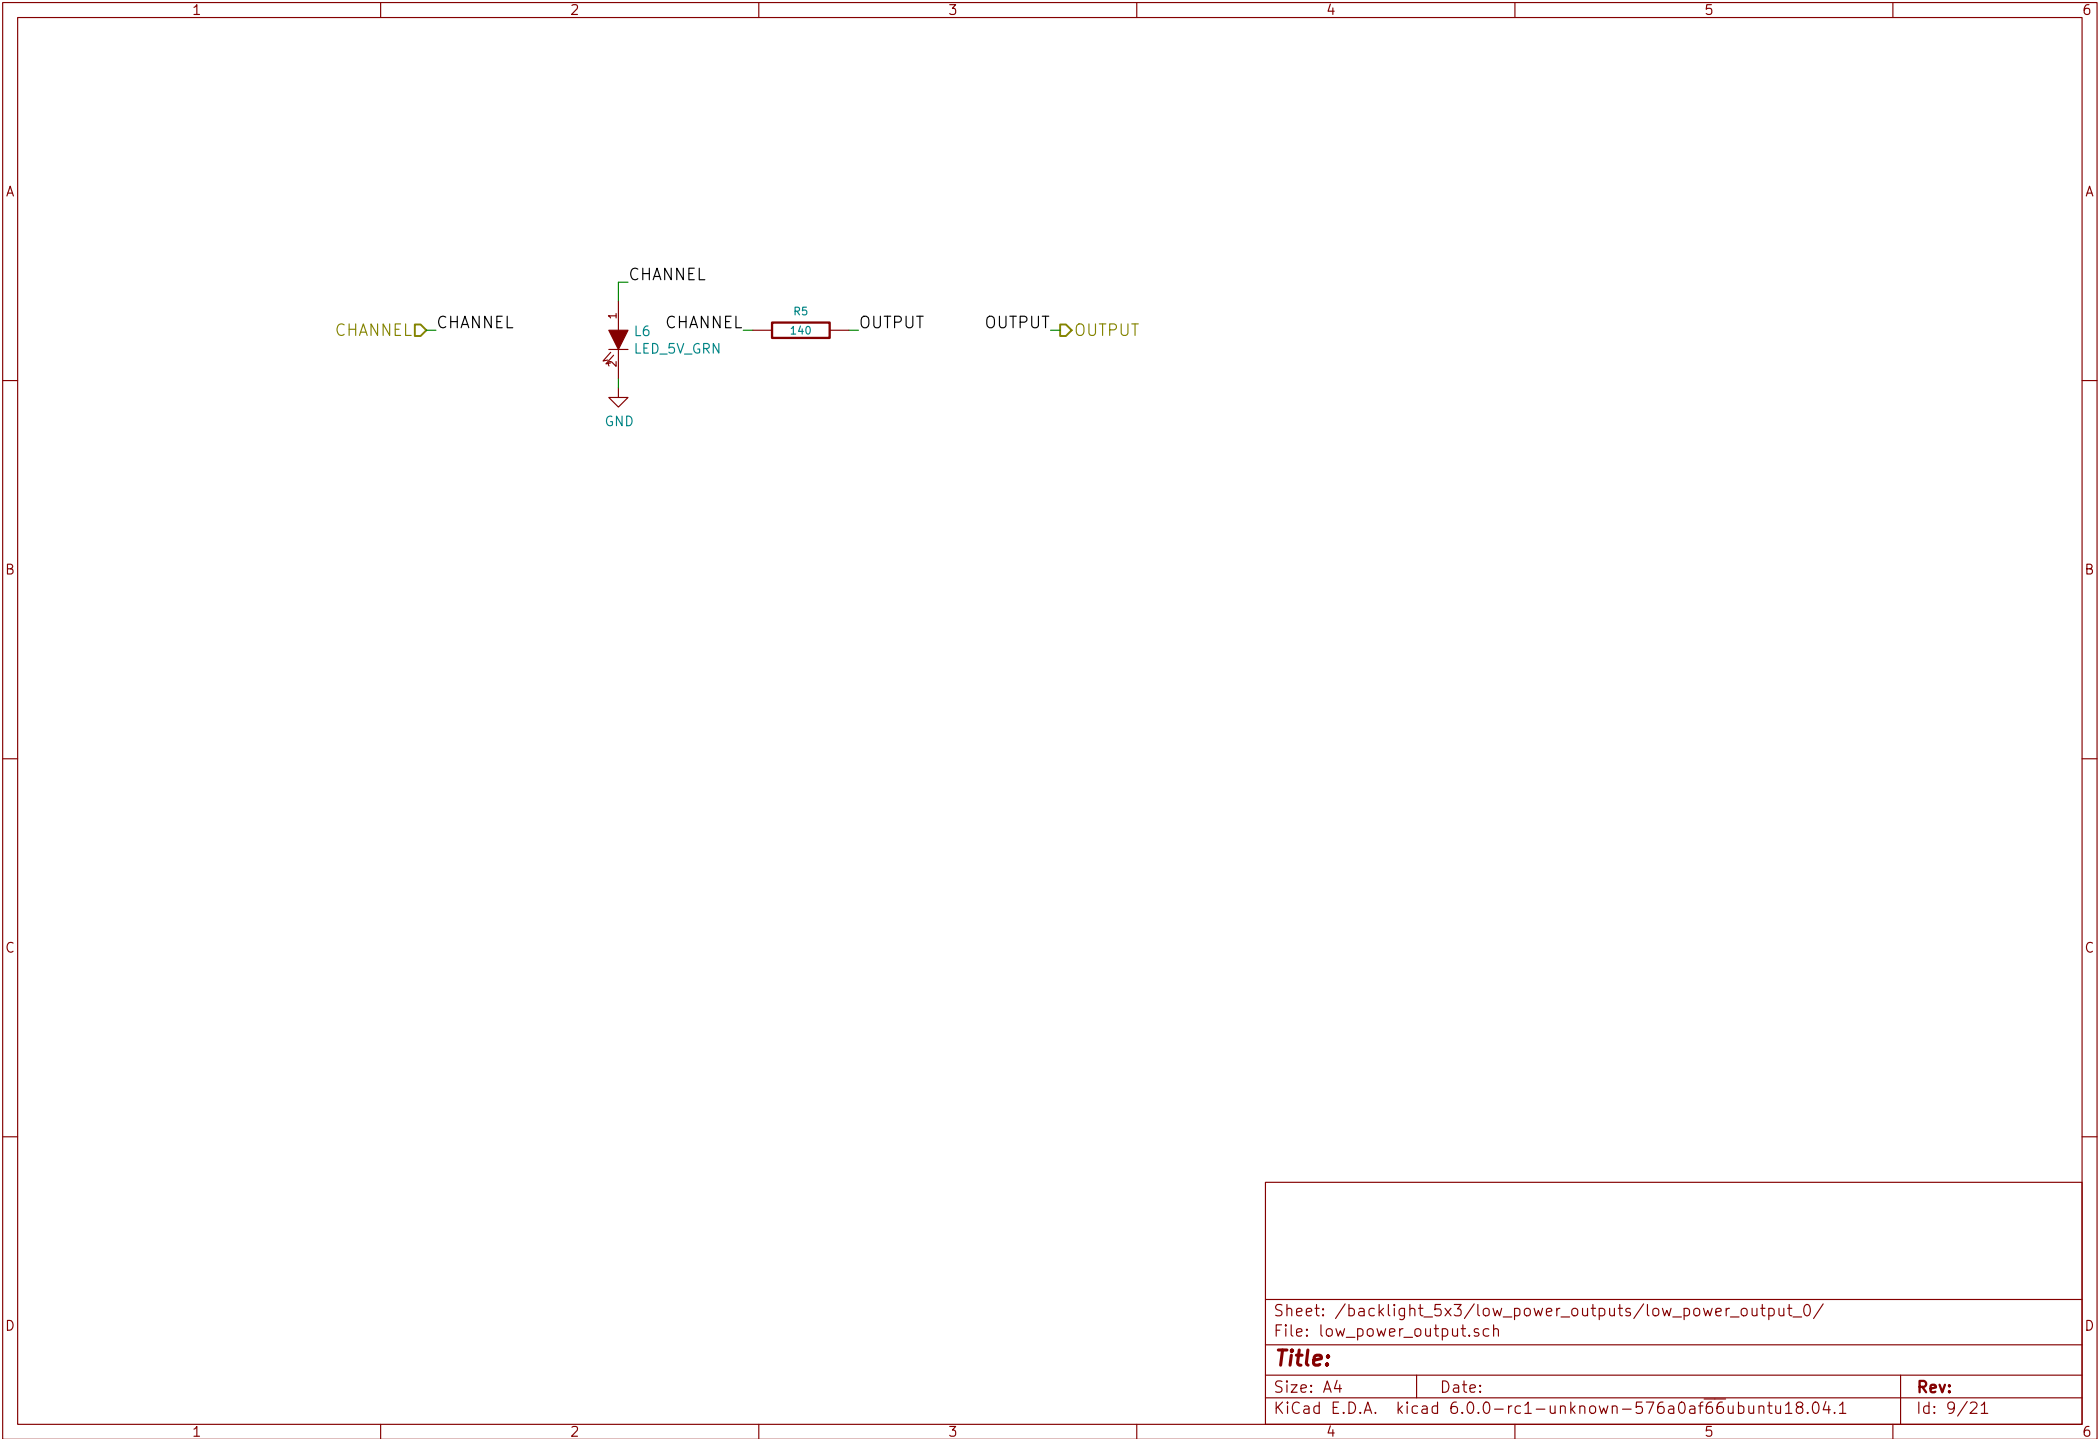 1 2 3 4 5 6
A A
CHANNEL
R5
CHANNEL CHANNEL 1 L6 CHANNEL 140 OUTPUT OUTPUT OUTPUT
2 LED_5V_GRN
GND
B B
C C
Sheet: /backlight_5x3/low_power_outputs/low_power_output_0/
D D
File: low_power_output.sch
Title:
Size: A4 Date: Rev:
KiCad E.D.A. kicad 6.0.0-rc1-unknown-576a0af66ubuntu18.04.1 Id: 9/21
1 2 3 4 5 6